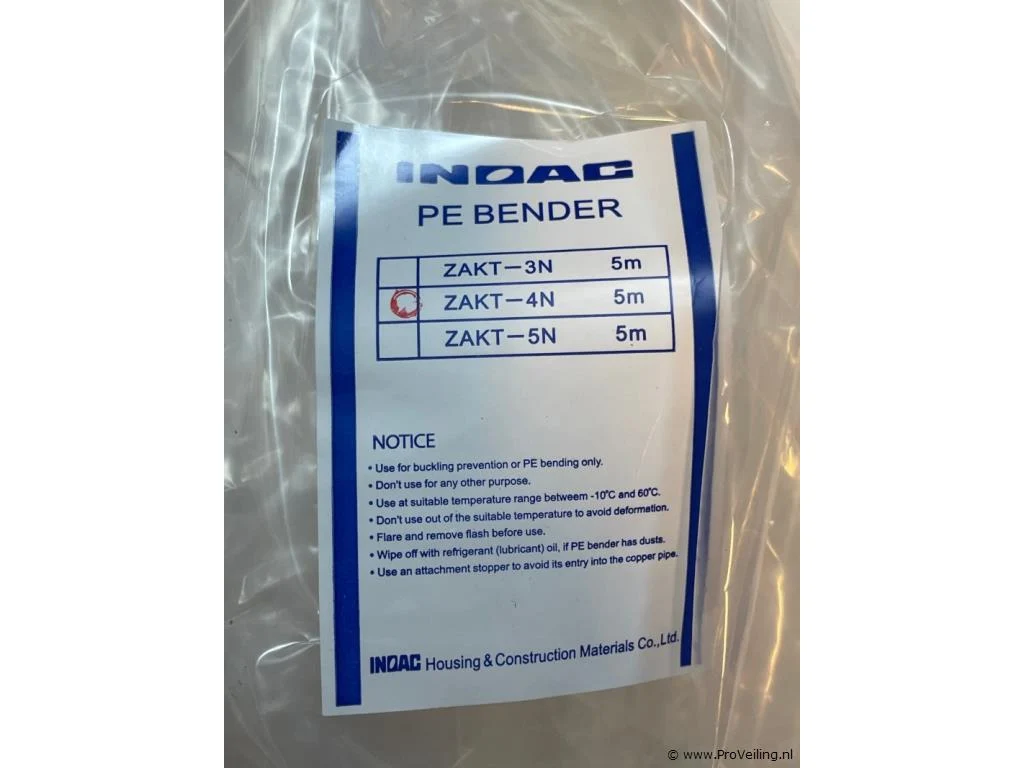 INOAC
PE BENDER
ZAKT-3N 5m
ZAKT-4N 5m
ZAKT-5N 5m
NOTICE
• Use for buckling prevention or PE bending only.
• Don't use for any other purpose.
• Use at suitable temperature range betweem -10°C and 60°C.
• Don't use out of the suitable temperature to avoid deformation.
• Flare and remove flash before use.
• Wipe off with refrigerant (lubricant) oil, if PE bender has dusts.
• Use an attachment stopper to avoid its entry into the copper pipe.
INOAC Housing & Construction Materials Co.,Ltd.
© www.ProVeiling.nl